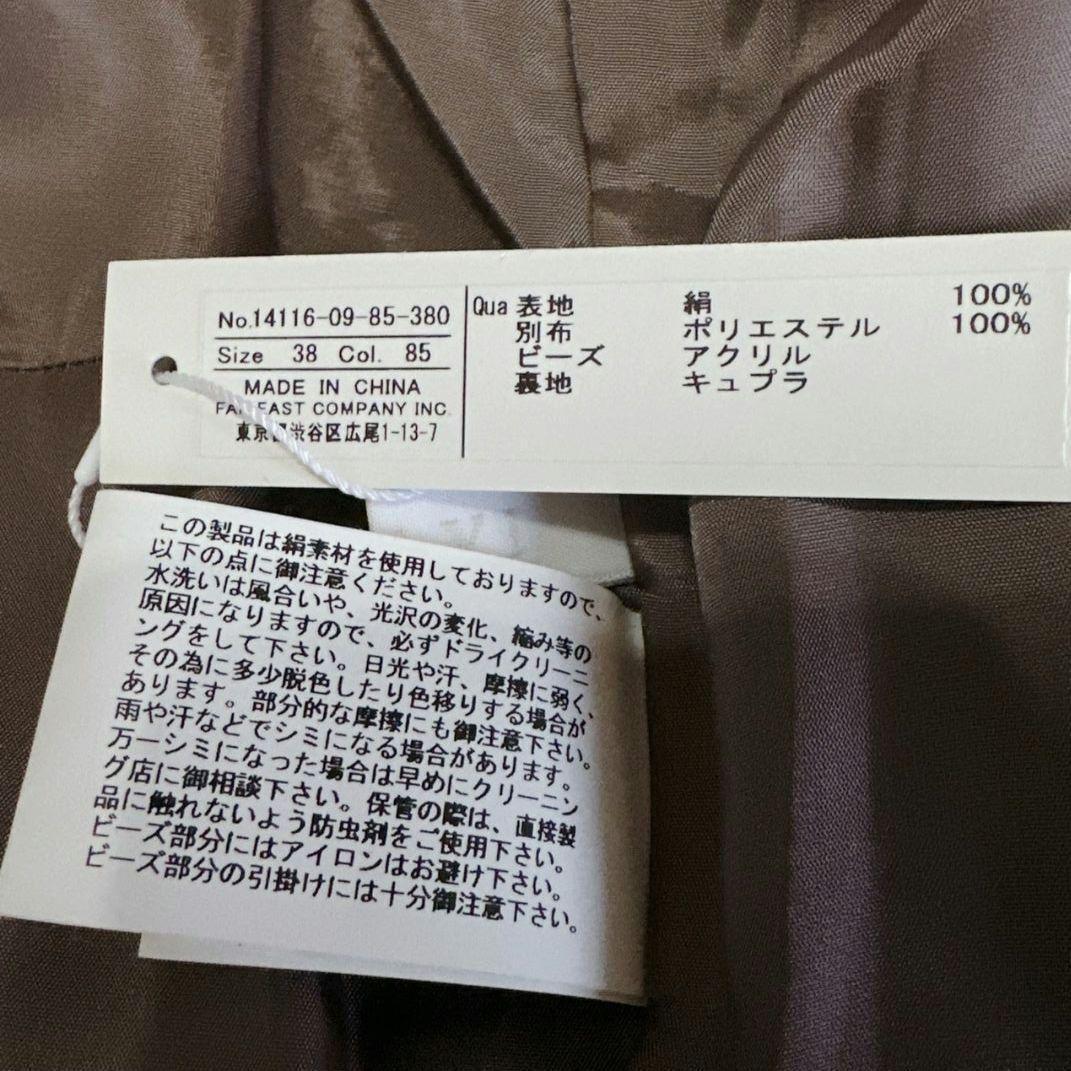 No.14116-09-85-380
Size 38 Col. 85
MADE IN CHINA
FAR EAST COMPANY INC.
東京都渋谷区広尾1-13-7
Qua 表地 絹 100%
別布 ポリエステル 100%
ビーズ アクリル
裏地 キュプラ
この製品は絹素材を使用しておりますので、
以下の点に御注意ください。
水洗いは風合いや、光沢の変化、縮み等の
原因になりますので、必ずドライクリーニ
ングをして下さい。日光や汗、摩擦に弱く、
その為に多少脱色したり色移りする場合が
あります。部分的な摩擦にも御注意下さい。
雨や汗などでシミになる場合があります。
万一シミになった場合は早めにクリーニン
グ店に御相談下さい。保管の際は、直接製
品に触れないよう防虫剤をご使用下さい。
ビーズ部分にはアイロンはお避け下さい。
ビーズ部分の引掛けには十分御注意下さい。